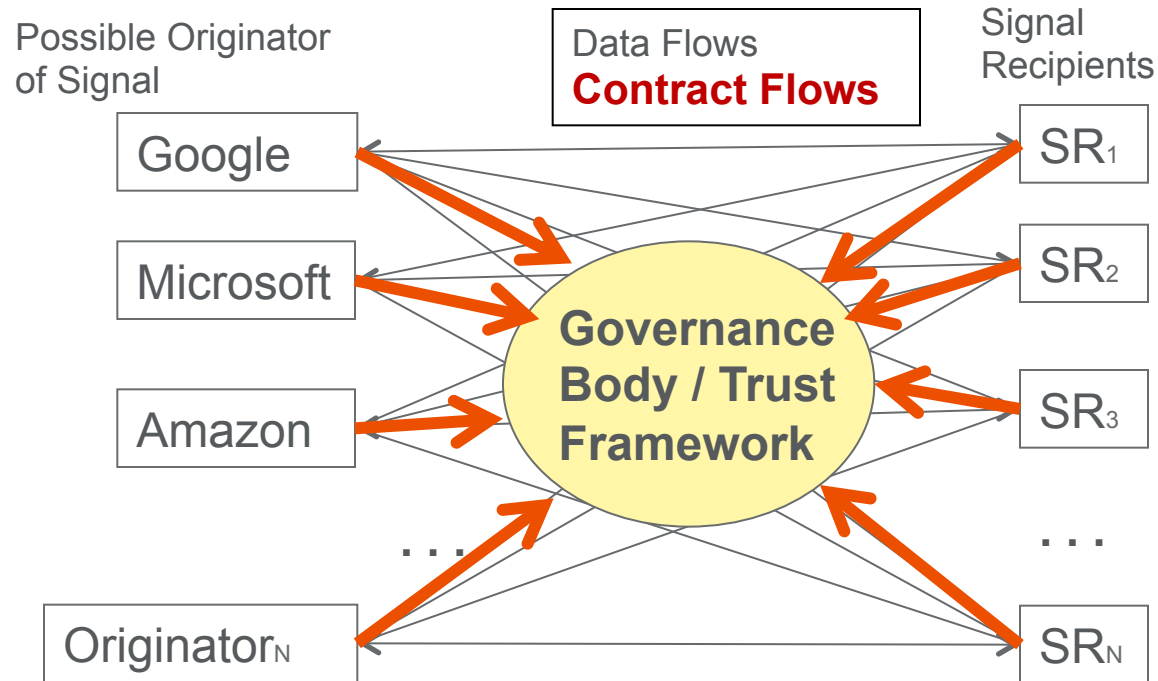 Possible Originator
of Signal
Data Flows
Contract Flows
Signal
Recipients
Google
SR1
Microsoft
SR2
Governance
Body / Trust
Framework
Amazon
SR3
. . .
. . .
OriginatorN
SRN